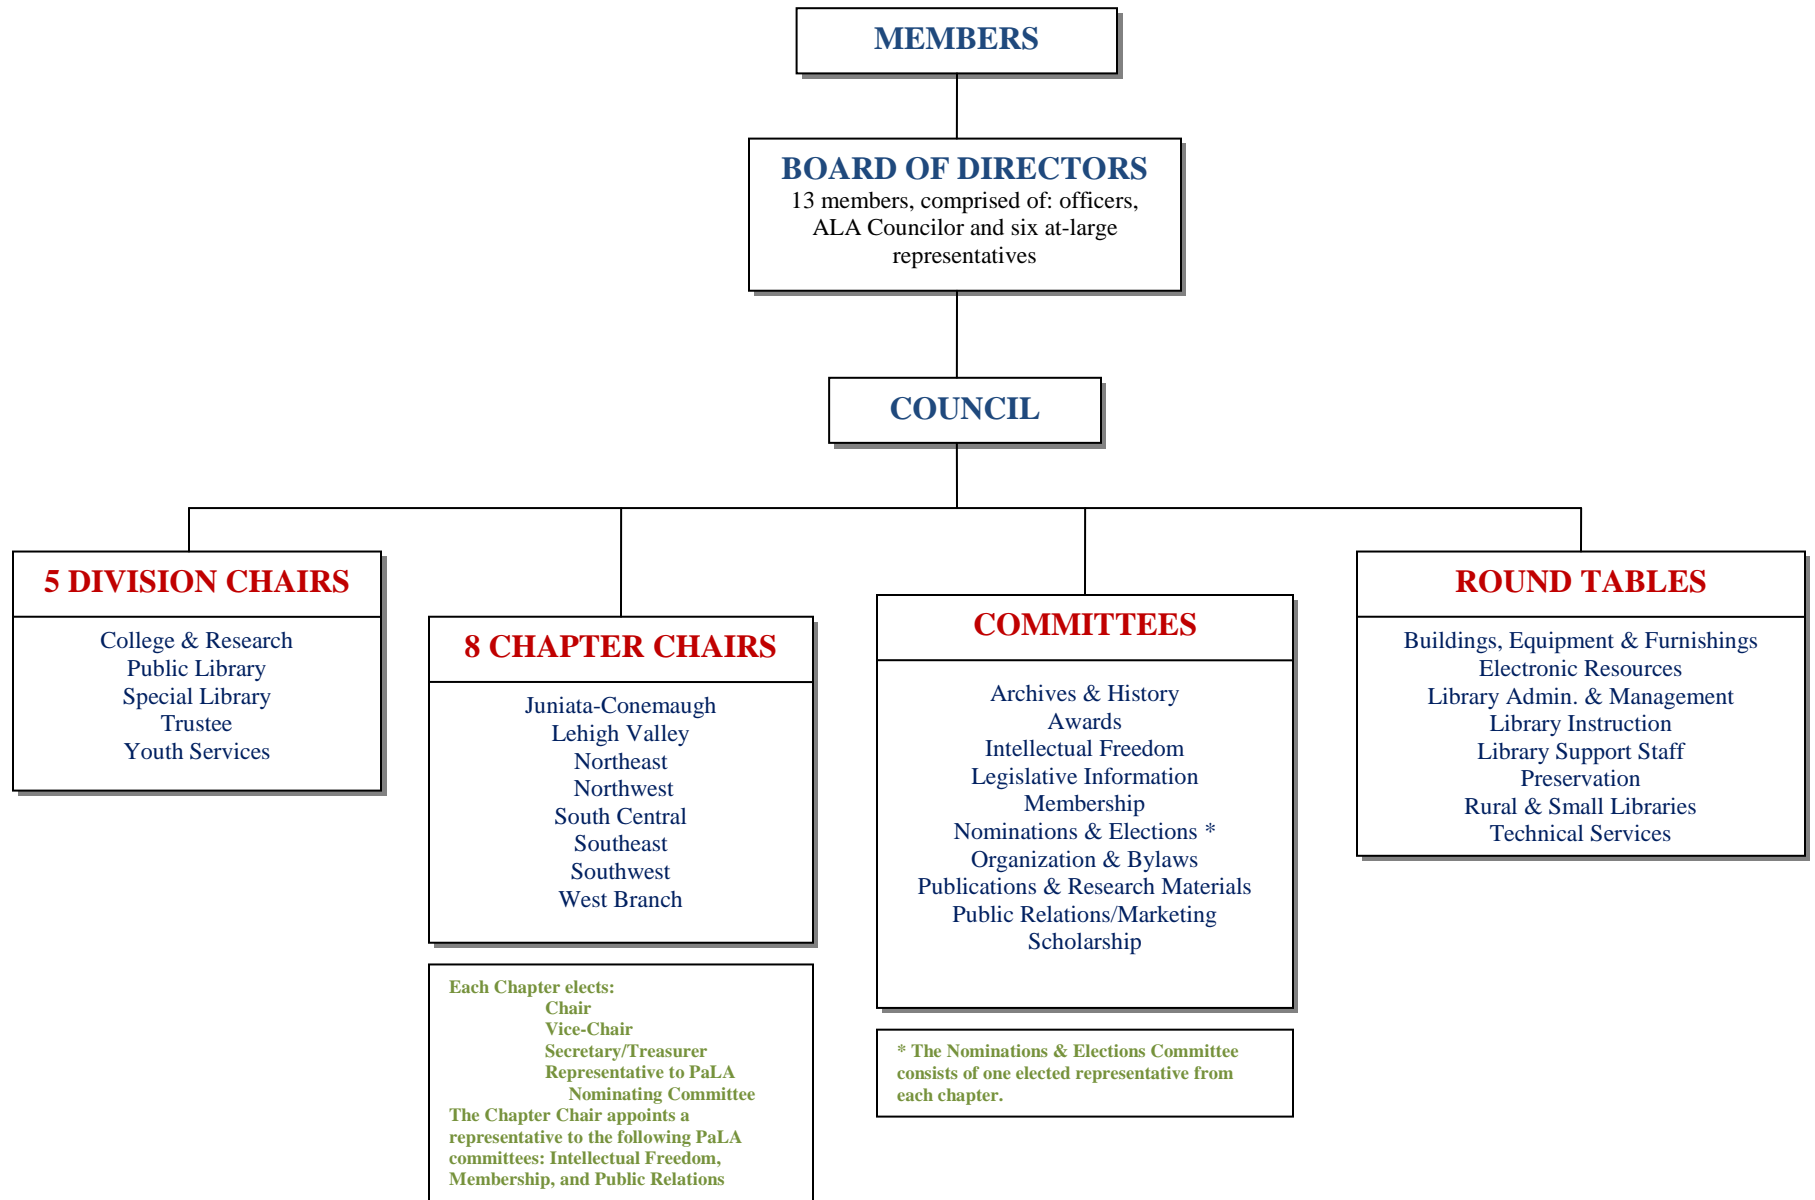 MEMBERS
BOARD OF DIRECTORS
13 members, comprised of: officers,
ALA Councilor and six at-large
representatives
COUNCIL
5 DIVISION CHAIRS
College & Research
Public Library
Special Library
Trustee
Youth Services
8 CHAPTER CHAIRS
Juniata-Conemaugh
Lehigh Valley
Northeast
Northwest
South Central
Southeast
Southwest
West Branch
Each Chapter elects:
Chair
Vice-Chair
Secretary/Treasurer
Representative to PaLA
Nominating Committee
The Chapter Chair appoints a
representative to the following PaLA
committees: Intellectual Freedom,
Membership, and Public Relations
COMMITTEES
Archives & History
Awards
Intellectual Freedom
Legislative Information
Membership
Nominations & Elections *
Organization & Bylaws
Publications & Research Materials
Public Relations/Marketing
Scholarship
* The Nominations & Elections Committee
consists of one elected representative from
each chapter.
ROUND TABLES
Buildings, Equipment & Furnishings
Electronic Resources
Library Admin. & Management
Library Instruction
Library Support Staff
Preservation
Rural & Small Libraries
Technical Services